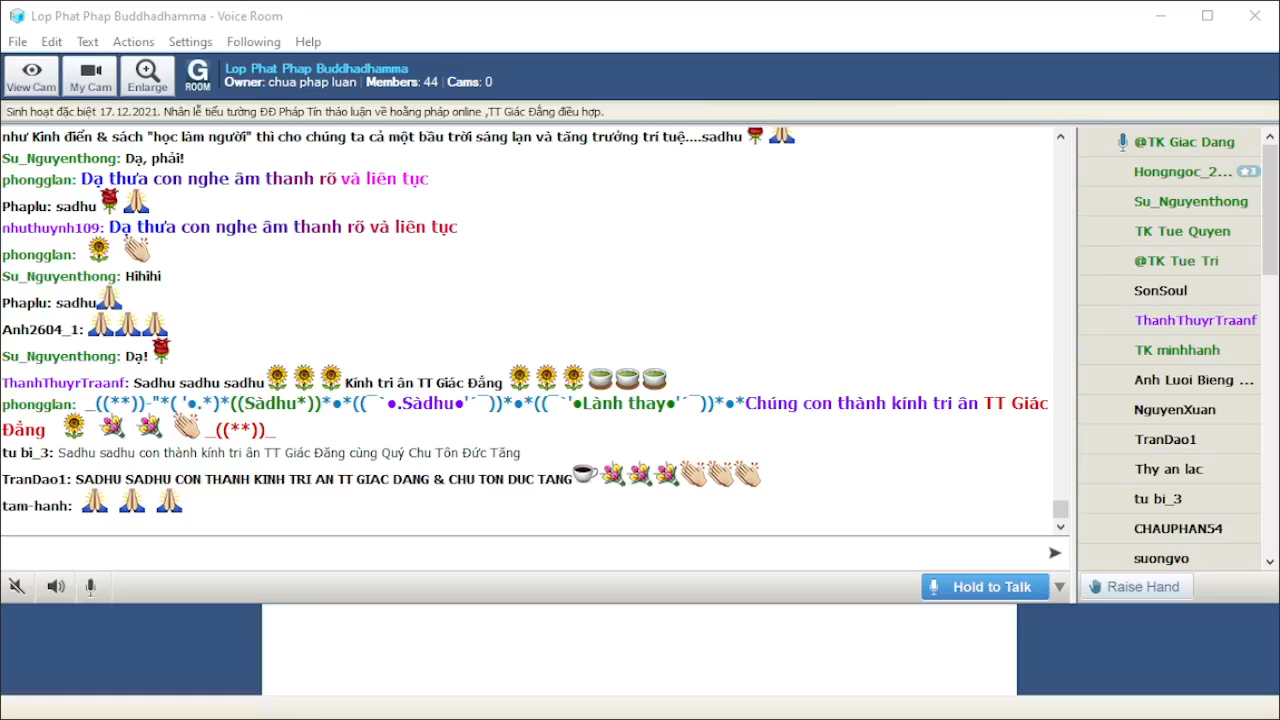 Lop Phat Phap Buddhadhamma - Voice Room
File Edit Text Actions Settings Following Help
View Cam My Cam Enlarge G ROOM
Lop Phat Phap Buddhadhamma
Owner: chua phap luan | Members: 44 | Cams: 0
Sinh hoạt đặc biệt 17.12.2021. Nhân lễ tiểu tường ĐĐ Pháp Tín thảo luận về hoằng pháp online ,TT Giác Đẳng điều hợp.
như Kinh điển & sách "học làm người" thì cho chúng ta cả một bầu trời sáng lạn và tăng trưởng trí tuệ....sadhu
Su_Nguyenthong: Dạ, phải!
phongglan: Dạ thưa con nghe âm thanh rõ và liên tục
Phaplu: sadhu
nhuthuynh109: Dạ thưa con nghe âm thanh rõ và liên tục
phongglan:
Su_Nguyenthong: Hihihi
Phaplu: sadhu
Anh2604_1:
Su_Nguyenthong: Dạ!
ThanhThuyrTraanf: Sadhu sadhu sadhu Kính tri ân TT Giác Đẳng
phongglan: _((**))-"*( '●.*)*((Sàdhu*))*●*((¯`●.Sàdhu●'´¯))*●*((¯`'●Lành thay●'´¯))*●*Chúng con thành kính tri ân TT Giác
Đẳng _((**))_
tu bi_3: Sadhu sadhu con thành kính tri ân TT Giác Đăng cùng Quý Chu Tôn Đức Tăng
TranDao1: SADHU SADHU CON THANH KINH TRI AN TT GIAC DANG & CHU TON DUC TANG
tam-hanh:
@TK Giac Dang
Hongngoc_2... 3
Su_Nguyenthong
TK Tue Quyen
@TK Tue Tri
SonSoul
ThanhThuyrTraanf
TK minhhanh
Anh Luoi Bieng ...
NguyenXuan
TranDao1
Thy an lac
tu bi_3
CHAUPHAN54
suongvo
Hold to Talk
Raise Hand